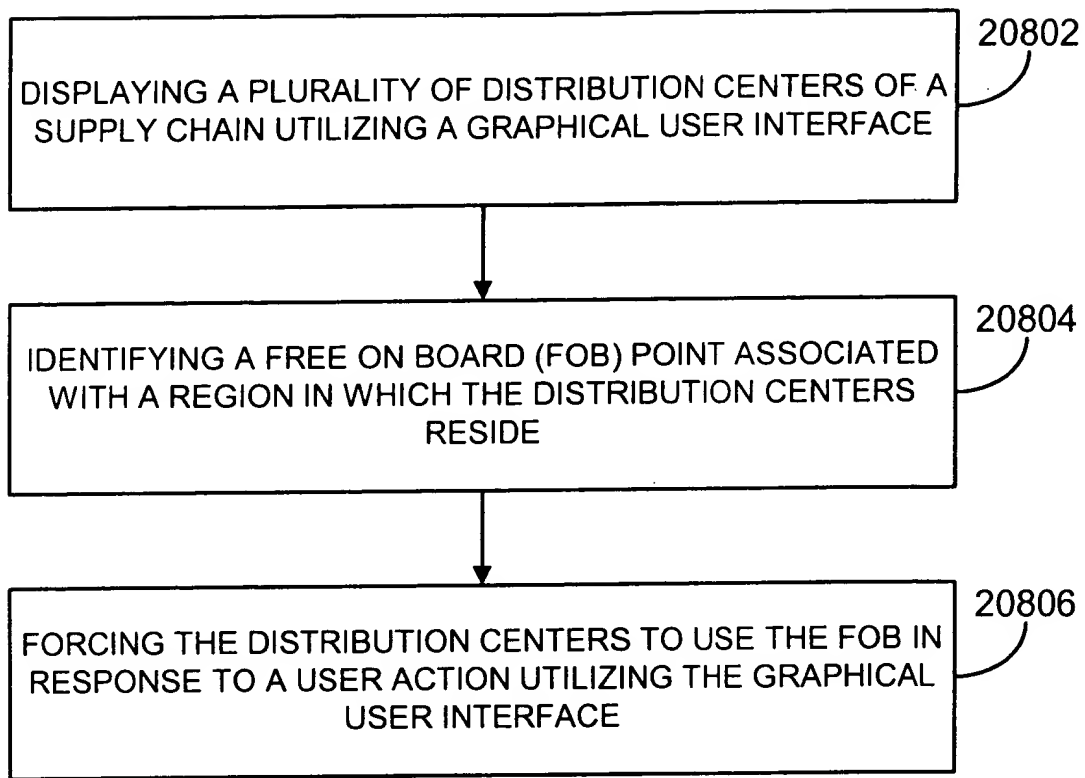 20802
DISPLAYING A PLURALITY OF DISTRIBUTION CENTERS OF A
SUPPLY CHAIN UTILIZING A GRAPHICAL USER INTERFACE
20804
IDENTIFYING A FREE ON BOARD (FOB) POINT ASSOCIATED
WITH A REGION IN WHICH THE DISTRIBUTION CENTERS
RESIDE
20806
FORCING THE DISTRIBUTION CENTERS TO USE THE FOB IN
RESPONSE TO A USER ACTION UTILIZING THE GRAPHICAL
USER INTERFACE